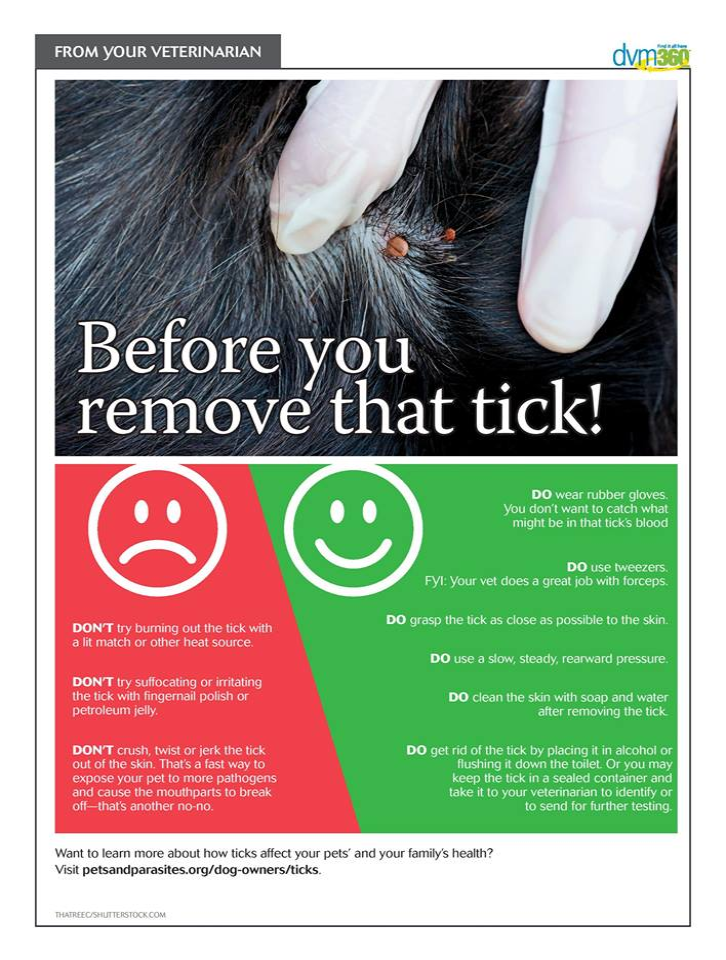 FROM YOUR VETERINARIAN
Find it all here
dvm360
Before you
remove that tick!
DON'T try burning out the tick with
a lit match or other heat source.
DON'T try suffocating or irritating
the tick with fingernail polish or
petroleum jelly.
DON'T crush, twist or jerk the tick
out of the skin. That's a fast way to
expose your pet to more pathogens
and cause the mouthparts to break
off—that's another no-no.
DO wear rubber gloves.
You don't want to catch what
might be in that tick's blood
DO use tweezers.
FYI: Your vet does a great job with forceps.
DO grasp the tick as close as possible to the skin.
DO use a slow, steady, rearward pressure.
DO clean the skin with soap and water
after removing the tick.
DO get rid of the tick by placing it in alcohol or
flushing it down the toilet. Or you may
keep the tick in a sealed container and
take it to your veterinarian to identify or
to send for further testing.
Want to learn more about how ticks affect your pets' and your family's health?
Visit petsandparasites.org/dog-owners/ticks.
THATREEC/SHUTTERSTOCK.COM